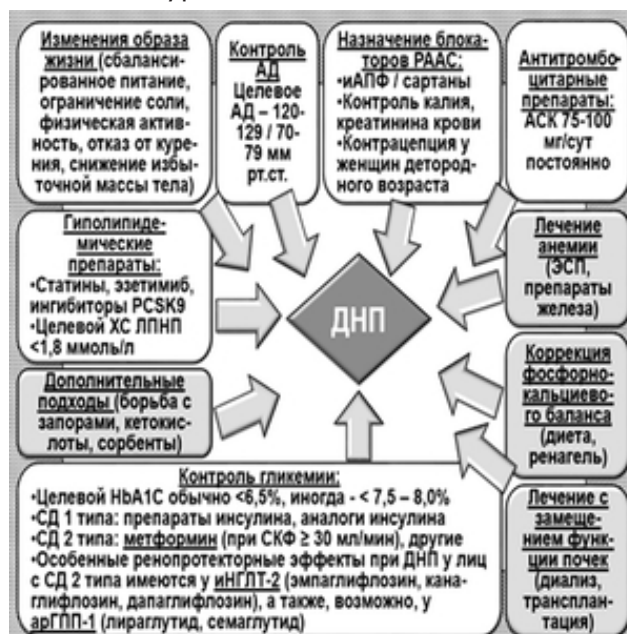 Изменения образа
жизни (сбаланси-
рованное питание,
ограничение соли,
физическая актив-
ность, отказ от куре-
ния, снижение избы-
точной массы тела)
Контроль
АД
Целевое
АД – 120-
129 / 70-
79 мм
рт.ст.
Назначение блока-
торов РААС:
•иАПФ / сартаны
•Контроль калия,
креатинина крови
•Контрацепция у
женщин детород-
ного возраста
Антитромбо-
цитарные
препараты:
АСК 75-100
мг/сут
постоянно
Гиполипиде-
мические
препараты:
•Статины, эзетимиб,
ингибиторы PCSK9
•Целевой ХС ЛПНП
<1,8 ммоль/л
ДНП
Лечение
анемии
(ЭСП,
препараты
железа)
Дополнительные
подходы (борьба с
запорами, кетокис-
лоты, сорбенты)
Коррекция
фосфорно-
кальциево-
го баланса
(диета,
ренагель)
Контроль гликемии:
•Целевой HbA1C обычно <6,5%, иногда - < 7,5 – 8,0%
•СД 1 типа: препараты инсулина, аналоги инсулина
•СД 2 типа: метформин (при СКФ ≥ 30 мл/мин), другие
•Особенные ренопротекторные эффекты при ДНП у лиц
с СД 2 типа имеются у иНГЛТ-2 (эмпаглифлозин, кана-
глифлозин, дапаглифлозин), а также, возможно, у
арГПП-1 (лираглутид, семаглутид)
Лечение с
замеще-
нием функ-
ции почек
(диализ,
трансплан-
тация)